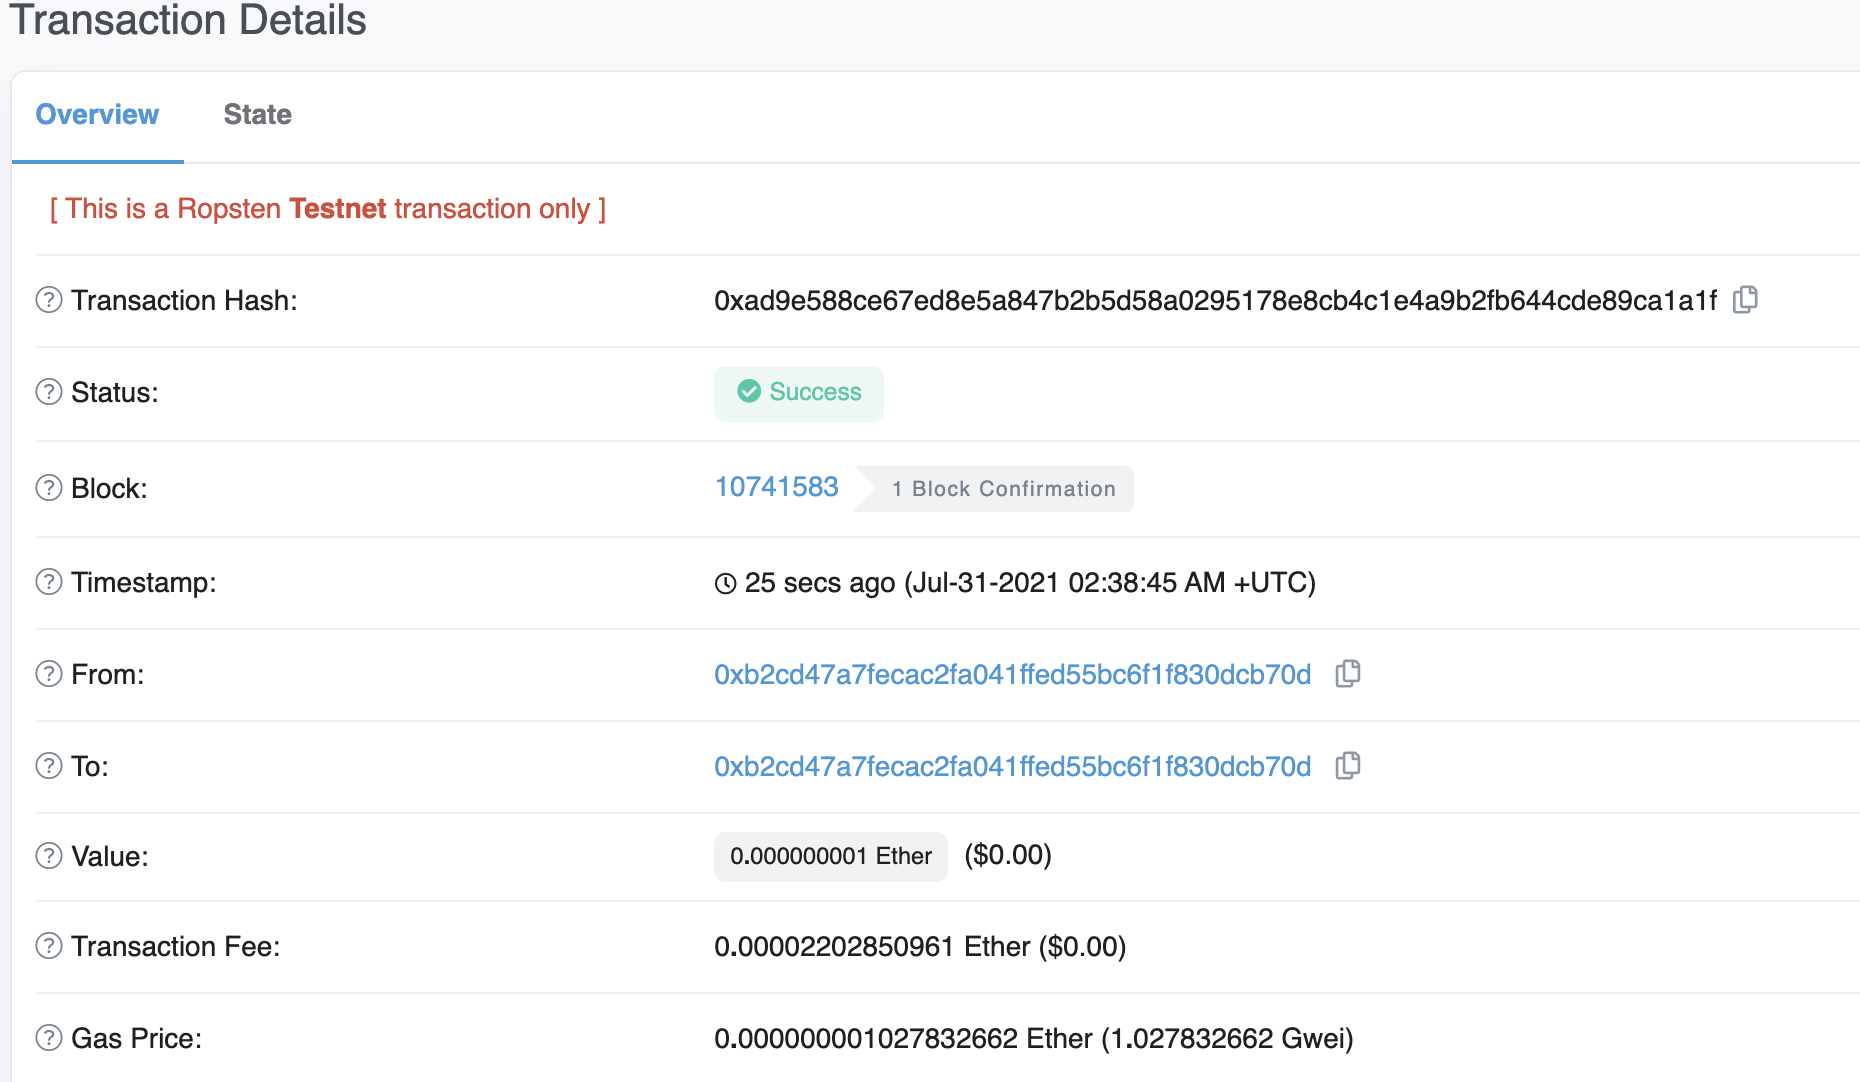 Transaction Details
Overview State
[ This is a Ropsten Testnet transaction only ]
Transaction Hash: 0xad9e588ce67ed8e5a847b2b5d58a0295178e8cb4c1e4a9b2fb644cde89ca1a1f
Status: Success
Block: 10741583 1 Block Confirmation
Timestamp: 25 secs ago (Jul-31-2021 02:38:45 AM +UTC)
From: 0xb2cd47a7fecac2fa041ffed55bc6f1f830dcb70d
To: 0xb2cd47a7fecac2fa041ffed55bc6f1f830dcb70d
Value: 0.000000001 Ether ($0.00)
Transaction Fee: 0.00002202850961 Ether ($0.00)
Gas Price: 0.000000001027832662 Ether (1.027832662 Gwei)